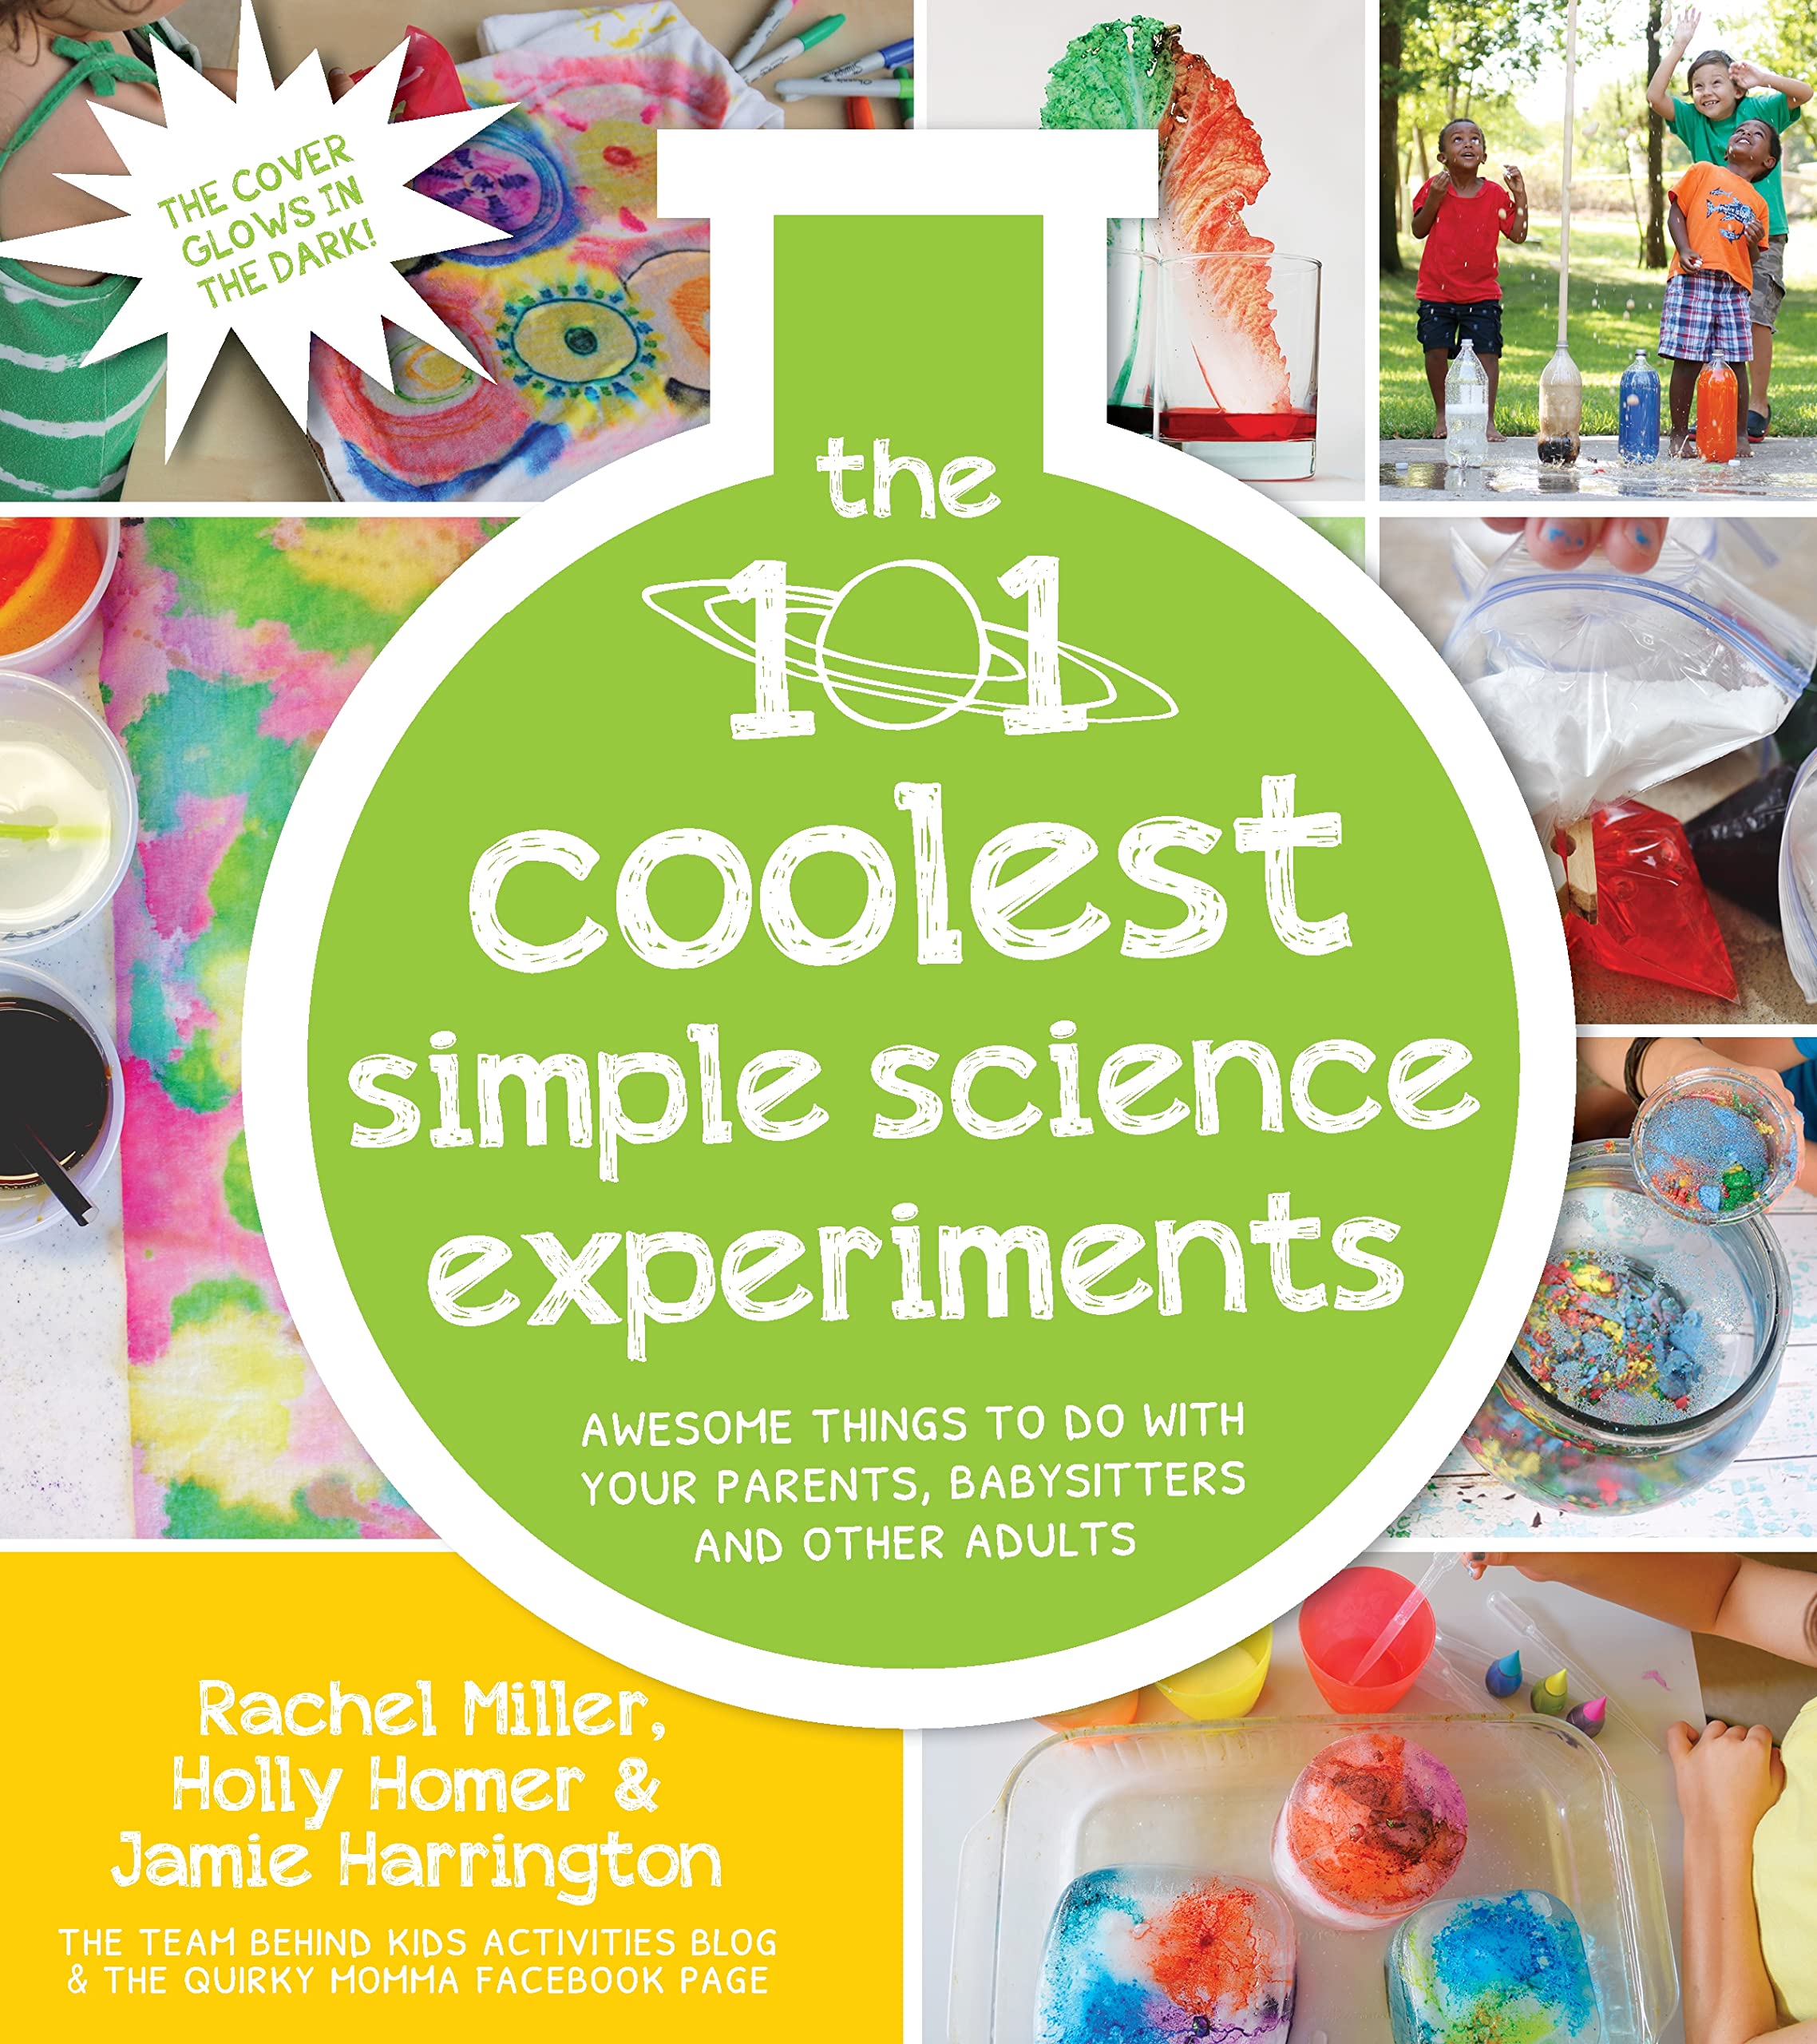 THE COVER
GLOWS IN
THE DARK!
the
101
coolest
simple science
experiments
AWESOME THINGS TO DO WITH
YOUR PARENTS, BABYSITTERS
AND OTHER ADULTS
Rachel Miller,
Holly Homer &
Jamie Harrington
THE TEAM BEHIND KIDS ACTIVITIES BLOG
& THE QUIRKY MOMMA FACEBOOK PAGE